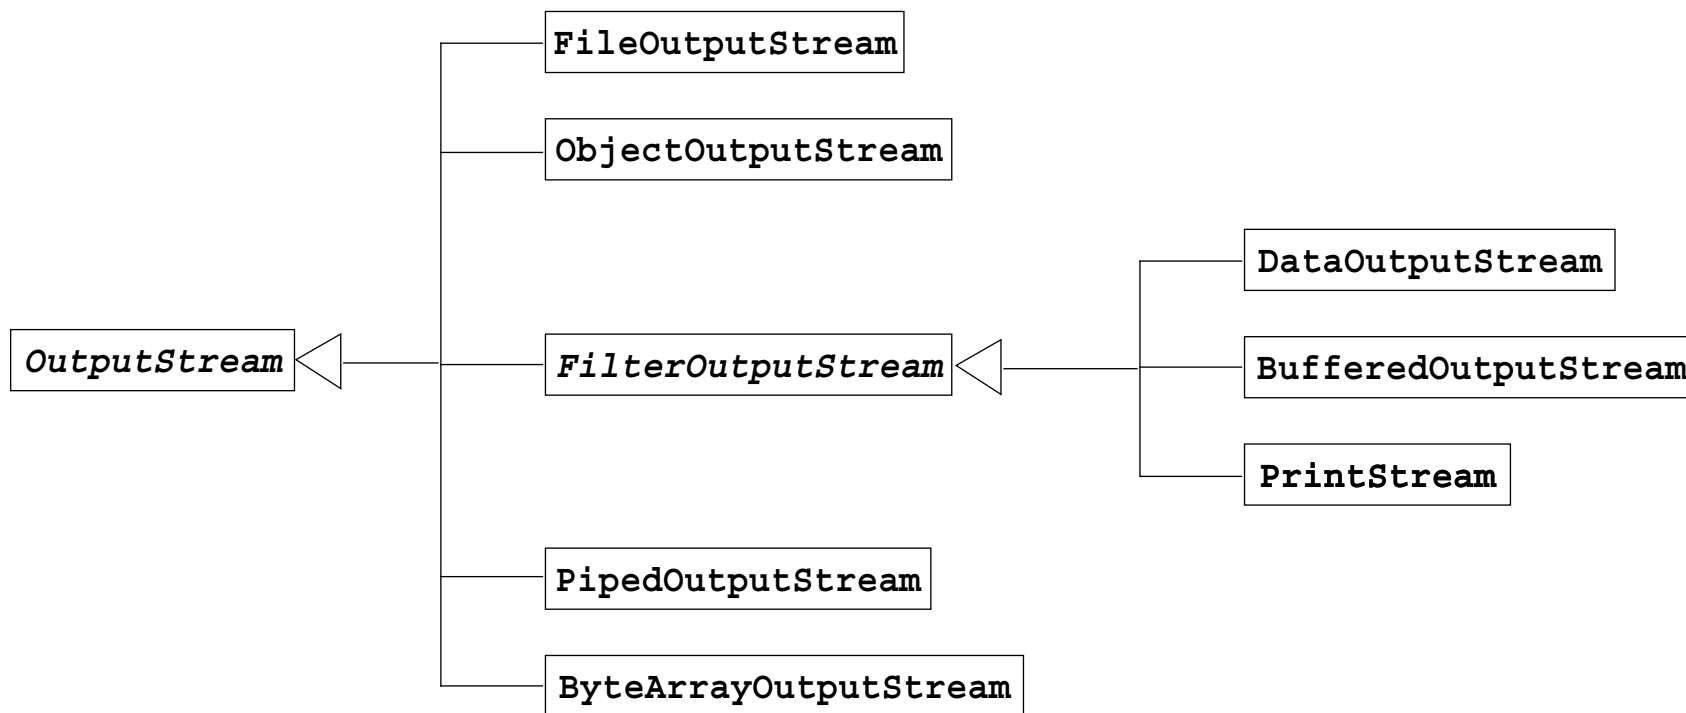 FileOutputStream
ObjectOutputStream
DataOutputStream
OutputStream
FilterOutputStream
BufferedOutputStream
PrintStream
PipedOutputStream
ByteArrayOutputStream